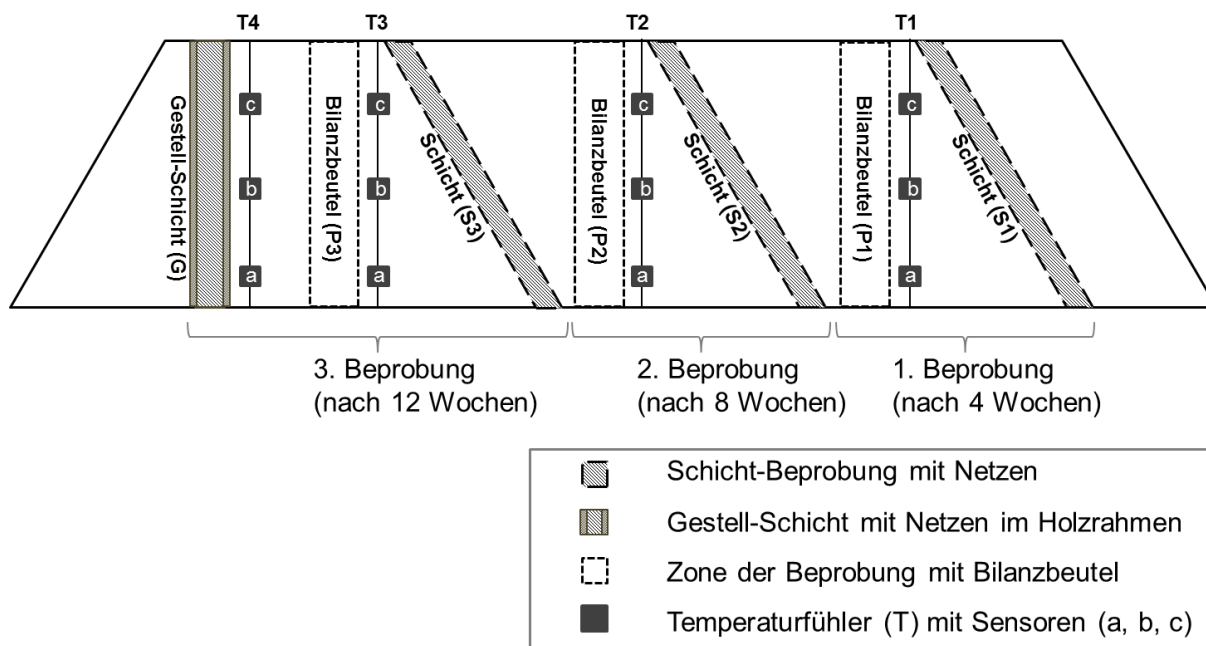 T4
T3
T2
T1
Gestell-Schicht (G)
c
b
a
Bilanzbeutel (P3)
c
b
a
Schicht (S3)
Bilanzbeutel (P2)
c
b
a
Schicht (S2)
Bilanzbeutel (P1)
c
b
a
Schicht (S1)
3. Beprobung
(nach 12 Wochen)
2. Beprobung
(nach 8 Wochen)
1. Beprobung
(nach 4 Wochen)
Schicht-Beprobung mit Netzen
Gestell-Schicht mit Netzen im Holzrahmen
Zone der Beprobung mit Bilanzbeutel
Temperaturfühler (T) mit Sensoren (a, b, c)